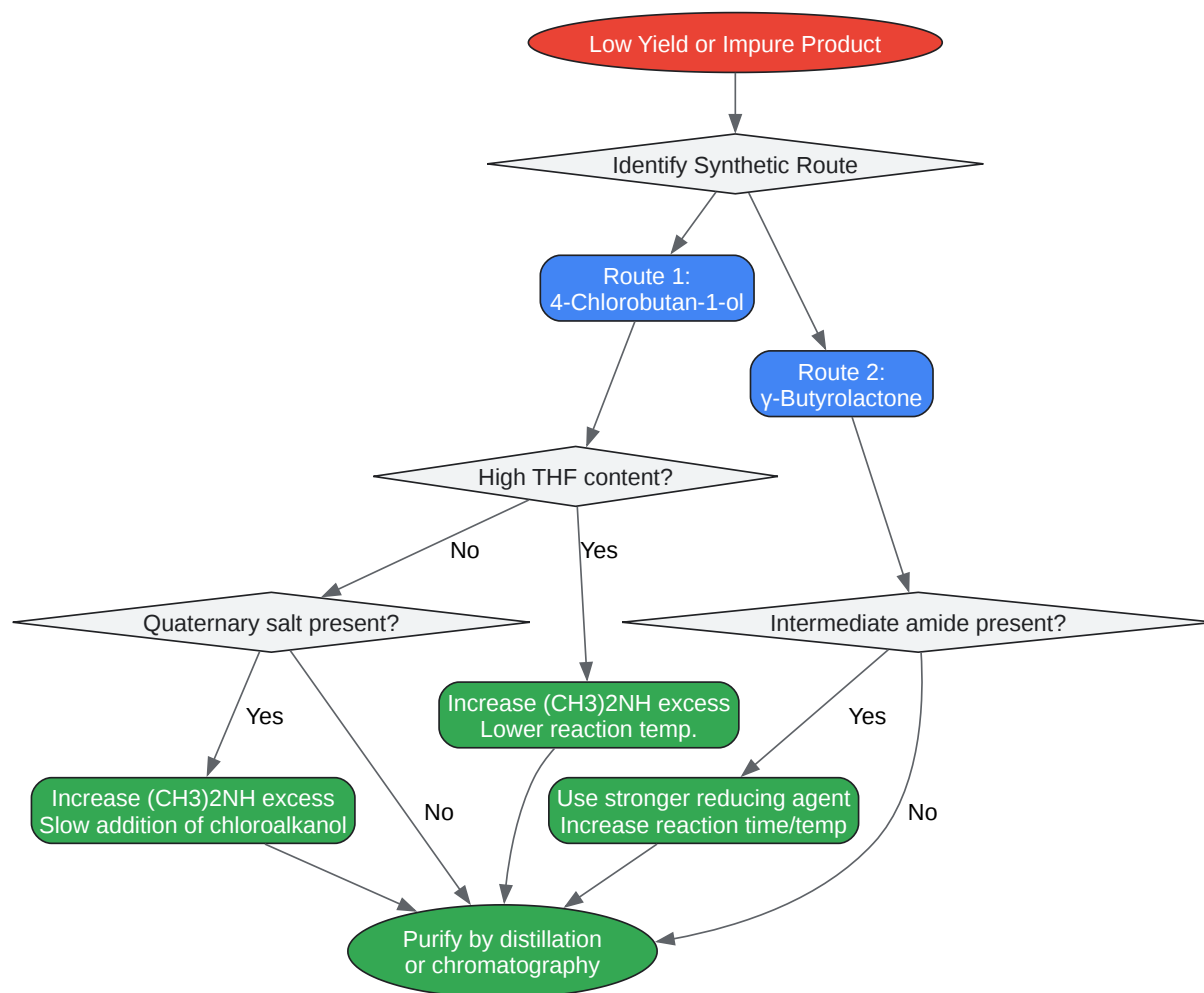 Low Yield or Impure Product
Identify Synthetic Route
Route 1:
4-Chlorobutan-1-ol
Route 2:
γ-Butyrolactone
High THF content?
No
Yes
Quaternary salt present?
Intermediate amide present?
Yes
Increase (CH3)2NH excess
Lower reaction temp.
Yes
Increase (CH3)2NH excess
Slow addition of chloroalkanol
No
Use stronger reducing agent
Increase reaction time/temp
No
Purify by distillation
or chromatography